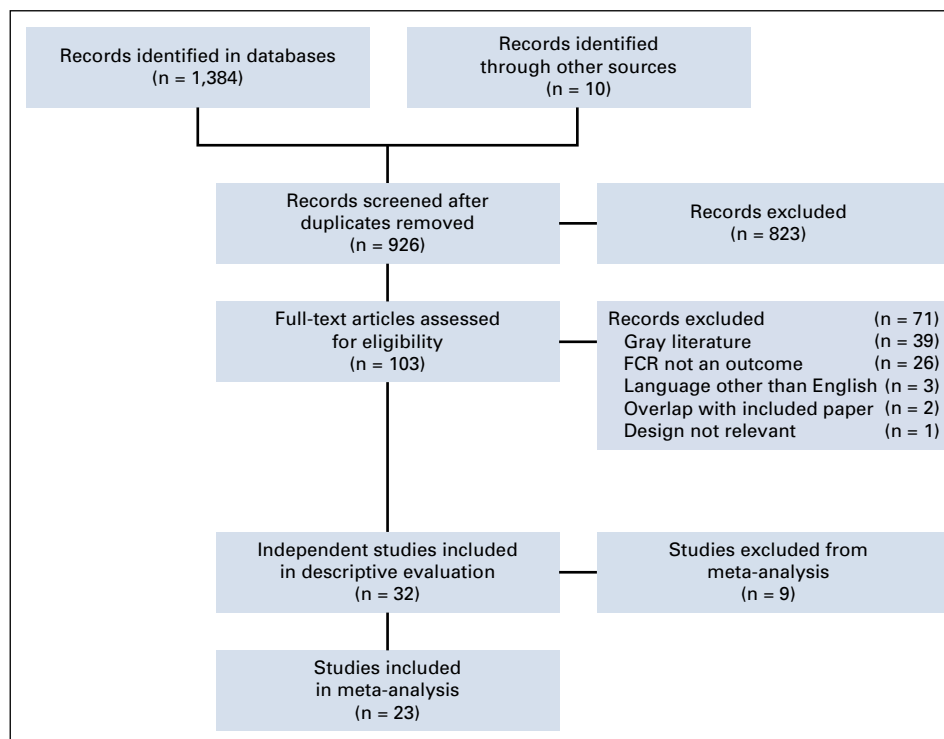 Records identified in databases
(n = 1,384)
Records identified
through other sources
(n = 10)
Records screened after
duplicates removed
(n = 926)
Records excluded
(n = 823)
Full-text articles assessed
for eligibility
(n = 103)
Records excluded (n = 71)
Gray literature (n = 39)
FCR not an outcome (n = 26)
Language other than English (n = 3)
Overlap with included paper (n = 2)
Design not relevant (n = 1)
Independent studies included
in descriptive evaluation
(n = 32)
Studies excluded from
meta-analysis
(n = 9)
Studies included
in meta-analysis
(n = 23)